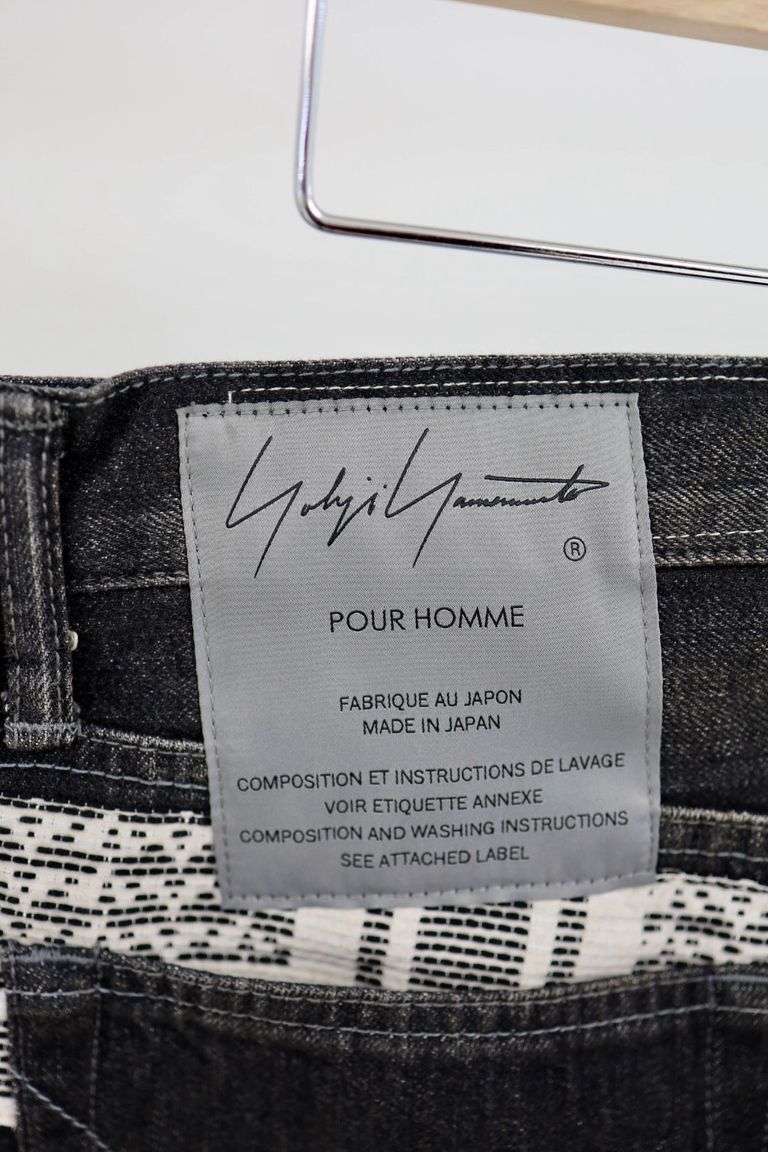 Yohji Yamamoto
®
POUR HOMME
FABRIQUE AU JAPON
MADE IN JAPAN
COMPOSITION ET INSTRUCTIONS DE LAVAGE
VOIR ETIQUETTE ANNEXE
COMPOSITION AND WASHING INSTRUCTIONS
SEE ATTACHED LABEL